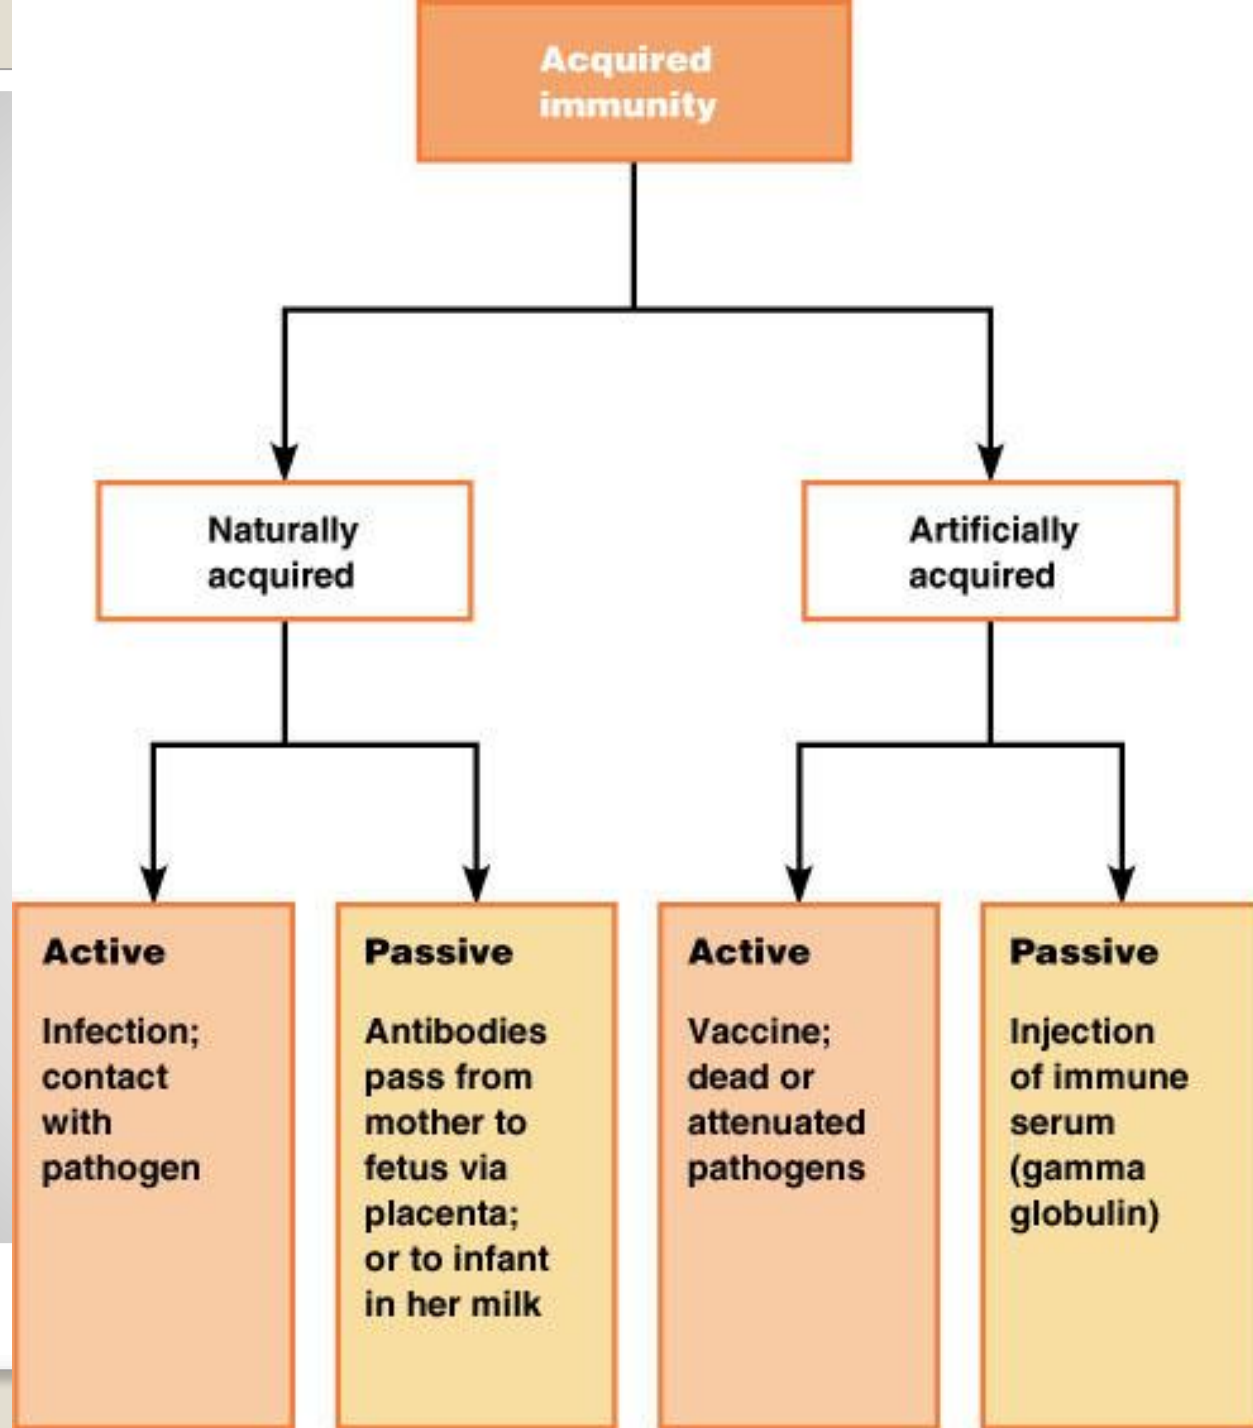 Acquired
immunity
Naturally
acquired
Artificially
acquired
Active
Infection;
contact
with
pathogen
Passive
Antibodies
pass from
mother to
fetus via
placenta;
or to infant
in her milk
Active
Vaccine;
dead or
attenuated
pathogens
Passive
Injection
of immune
serum
(gamma
globulin)